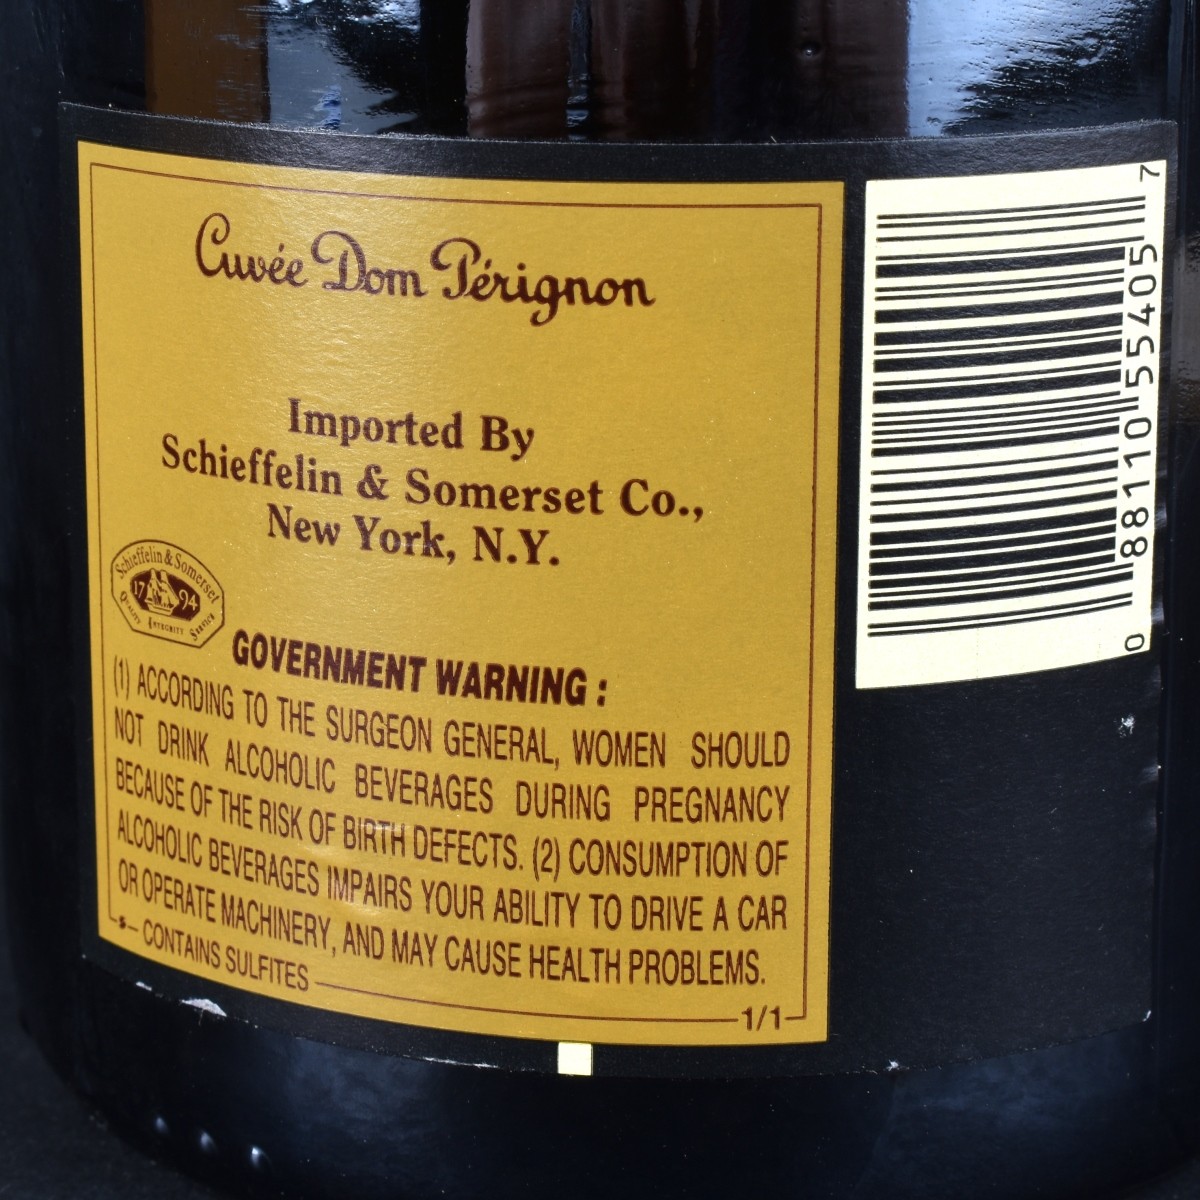 Cuvée Dom Pérignon
Imported By
Schieffelin & Somerset Co.,
New York, N.Y.
Schieffelin & Somerset
17 94
QUALITY INTEGRITY SERVICE
GOVERNMENT WARNING :
(1) ACCORDING TO THE SURGEON GENERAL, WOMEN SHOULD
NOT DRINK ALCOHOLIC BEVERAGES DURING PREGNANCY
BECAUSE OF THE RISK OF BIRTH DEFECTS. (2) CONSUMPTION OF
ALCOHOLIC BEVERAGES IMPAIRS YOUR ABILITY TO DRIVE A CAR
OR OPERATE MACHINERY, AND MAY CAUSE HEALTH PROBLEMS.
-s- CONTAINS SULFITES
1/1
0 88110 55405 7